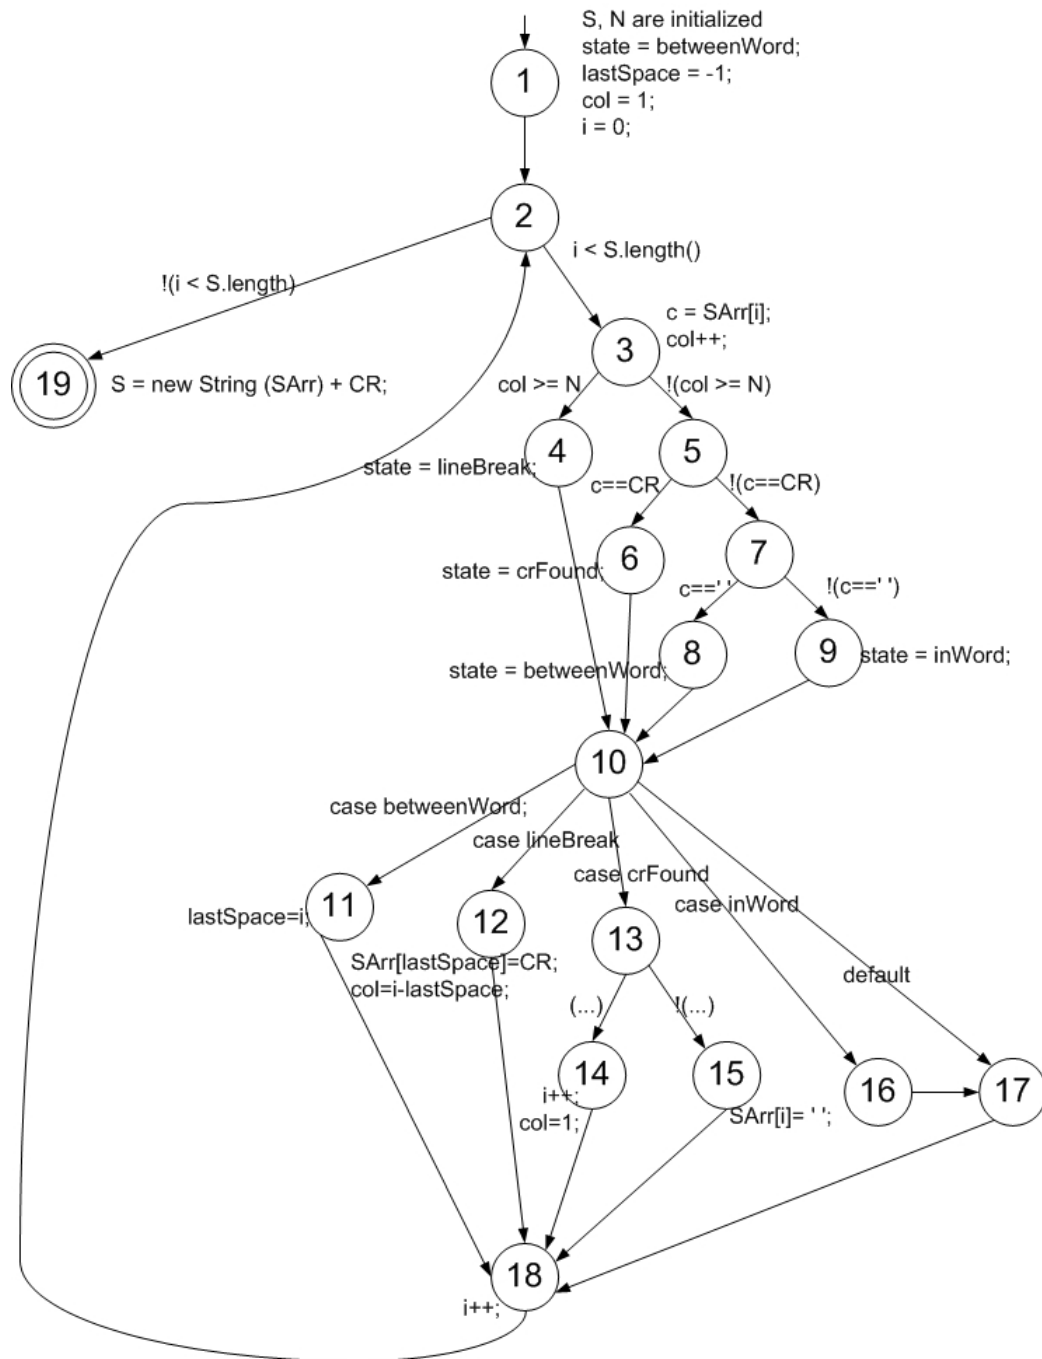 S, N are initialized
state = betweenWord;
lastSpace = -1;
col = 1;
i = 0;
1
2
i < S.length()
!(i < S.length)
c = SArr[i];
col++;
3
19
S = new String (SArr) + CR;
col >= N
!(col >= N)
4
5
state = lineBreak;
c==CR
!(c==CR)
6
7
state = crFound;
c==' '
!(c==' ')
8
9
state = betweenWord;
state = inWord;
10
case betweenWord;
case lineBreak
case crFound
case inWord
default
11
lastSpace=i;
12
13
SArr[lastSpace]=CR;
col=i-lastSpace;
(...)
!(...)
14
15
16
17
i++;
col=1;
SArr[i]= ' ';
18
i++;